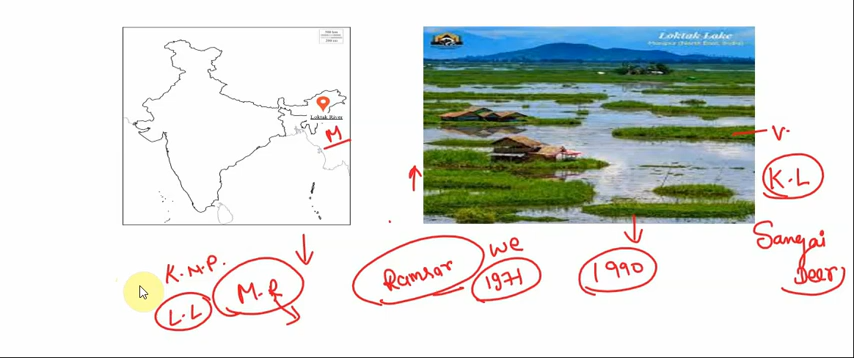 Loktak Lake
Manipur (North East, India)
Loktak River
M
V.
K.L
Sangai
Deer
K.N.P.
L.L
M.R
Ramsar
we
1971
1990